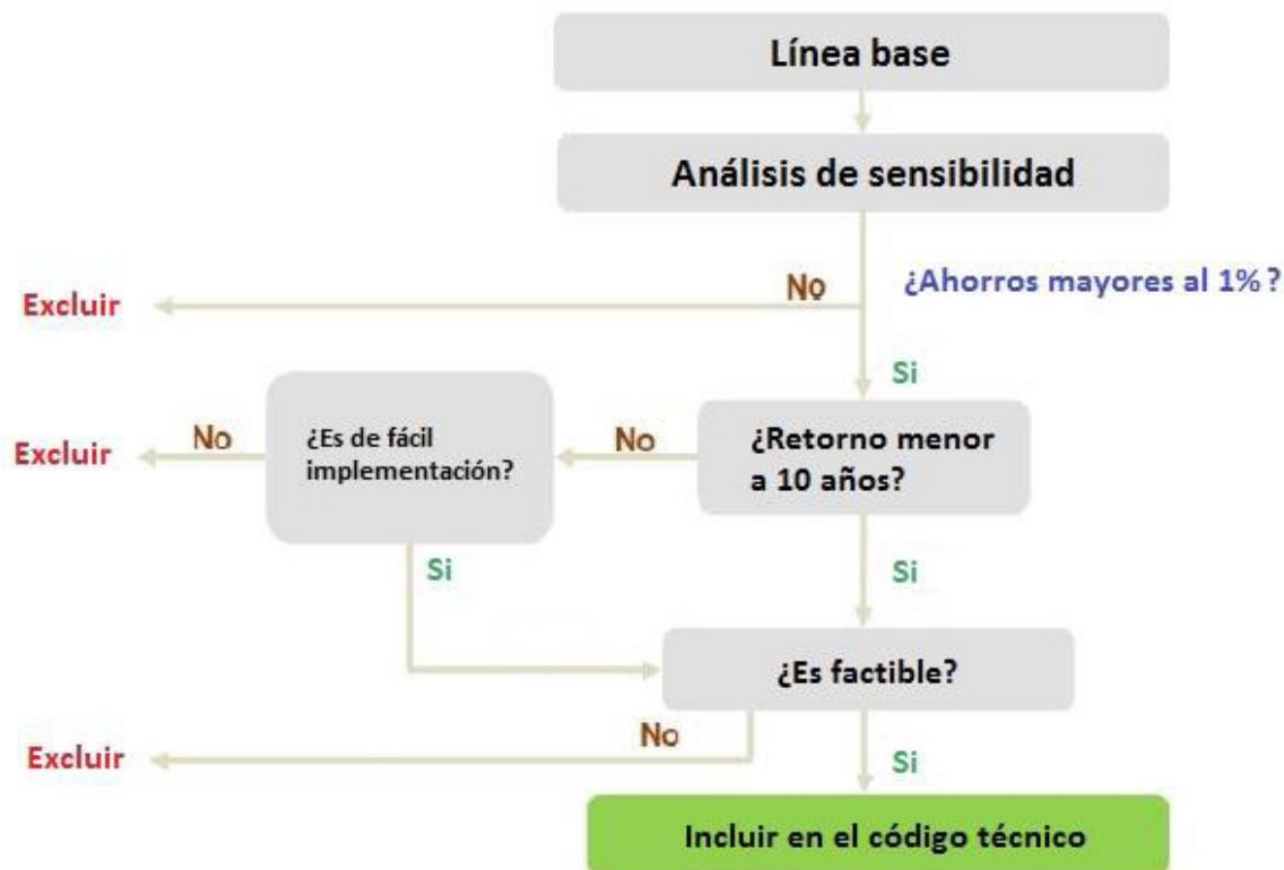 Línea base
Análisis de sensibilidad
¿Ahorros mayores al 1%?
No
Excluir
Si
¿Retorno menor
a 10 años?
No
¿Es de fácil
implementación?
No
Excluir
Si
Si
¿Es factible?
No
Excluir
Si
Incluir en el código técnico